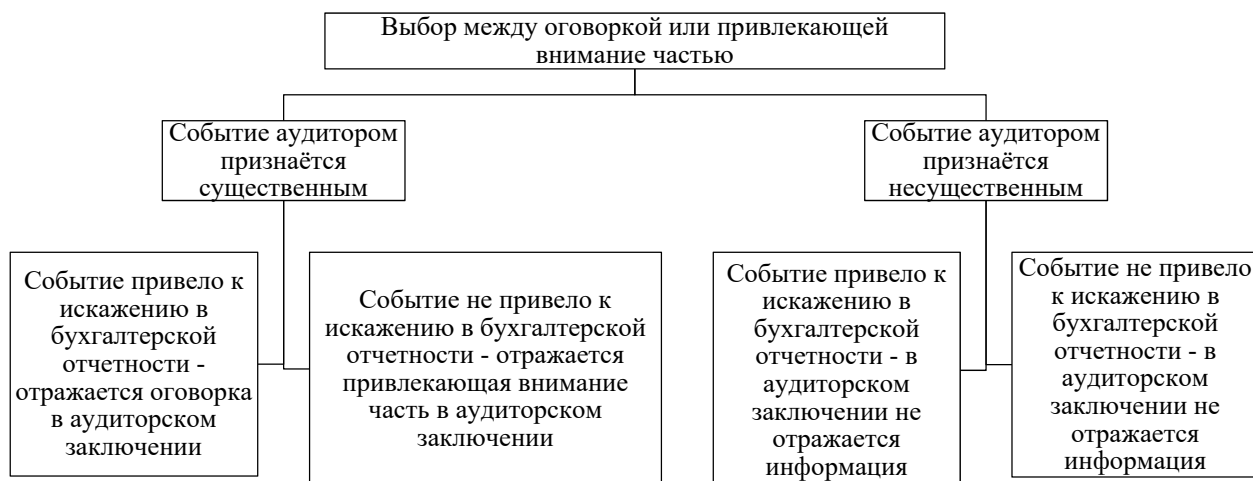 Выбор между оговоркой или привлекающей
внимание частью
Событие аудитором
признаётся
существенным
Событие аудитором
признаётся
несущественным
Событие привело к
искажению в
бухгалтерской
отчетности -
отражается оговорка
в аудиторском
заключении
Событие не привело к
искажению в бухгалтерской
отчетности - отражается
привлекающая внимание
часть в аудиторском
заключении
Событие привело к
искажению в
бухгалтерской
отчетности - в
аудиторском
заключении не
отражается
информация
Событие не привело
к искажению в
бухгалтерской
отчетности - в
аудиторском
заключении не
отражается
информация